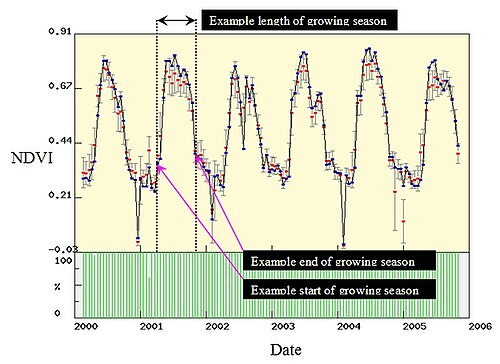 Example length of growing season
0.91
0.67
0.44
NDVI
0.21
-0.03
Example end of growing season
100
%
0
Example start of growing season
2000 2001 2002 2003 2004 2005 2006
Date